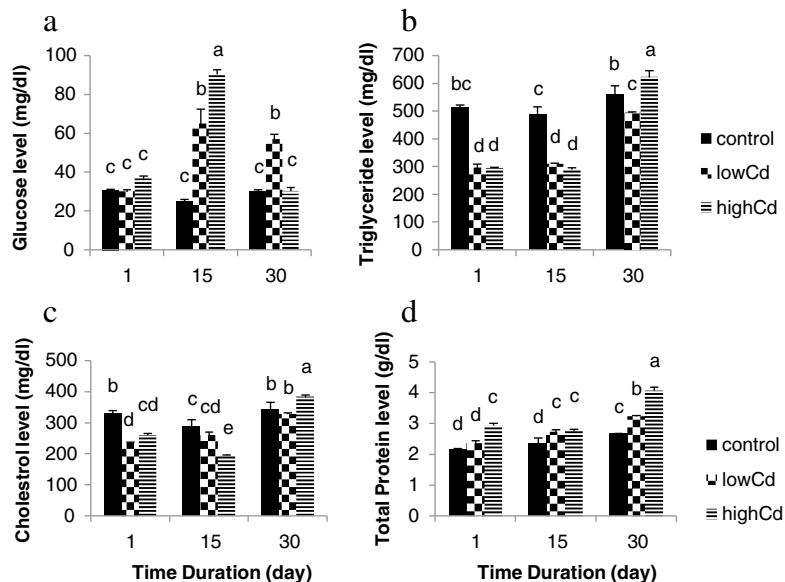 a
Glucose level (mg/dl)
100
80
60
40
20
0
c c c
c b a
c b c
1 15 30
b
Triglyceride level (mg/dl)
700
600
500
400
300
200
100
0
bc d d
c d d
b c a
1 15 30
control
lowCd
highCd
c
Cholestrol level (mg/dl)
500
400
300
200
100
0
b d cd
c cd e
b b a
1 15 30
Time Duration (day)
d
Total Protein level (g/dl)
5
4
3
2
1
0
d d c
d c c
c b a
1 15 30
Time Duration (day)
control
lowCd
highCd